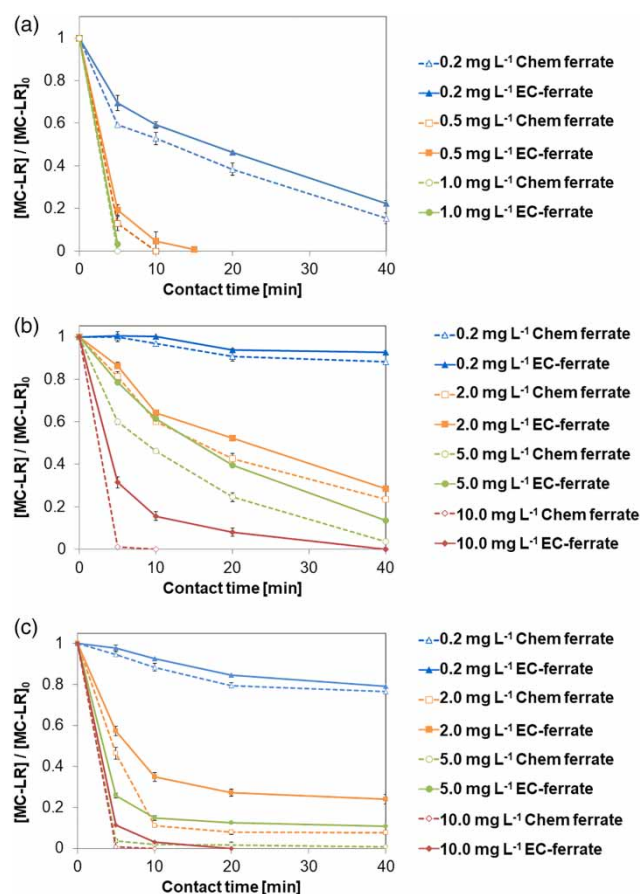 (a)
[MC-LR] / [MC-LR]₀
1
0.8
0.6
0.4
0.2
0
0 10 20 30 40
Contact time [min]
0.2 mg L⁻¹ Chem ferrate
0.2 mg L⁻¹ EC-ferrate
0.5 mg L⁻¹ Chem ferrate
0.5 mg L⁻¹ EC-ferrate
1.0 mg L⁻¹ Chem ferrate
1.0 mg L⁻¹ EC-ferrate
(b)
[MC-LR] / [MC-LR]₀
1
0.8
0.6
0.4
0.2
0
0 10 20 30 40
Contact time [min]
0.2 mg L⁻¹ Chem ferrate
0.2 mg L⁻¹ EC-ferrate
2.0 mg L⁻¹ Chem ferrate
2.0 mg L⁻¹ EC-ferrate
5.0 mg L⁻¹ Chem ferrate
5.0 mg L⁻¹ EC-ferrate
10.0 mg L⁻¹ Chem ferrate
10.0 mg L⁻¹ EC-ferrate
(c)
[MC-LR] / [MC-LR]₀
1
0.8
0.6
0.4
0.2
0
0 10 20 30 40
Contact time [min]
0.2 mg L⁻¹ Chem ferrate
0.2 mg L⁻¹ EC-ferrate
2.0 mg L⁻¹ Chem ferrate
2.0 mg L⁻¹ EC-ferrate
5.0 mg L⁻¹ Chem ferrate
5.0 mg L⁻¹ EC-ferrate
10.0 mg L⁻¹ Chem ferrate
10.0 mg L⁻¹ EC-ferrate